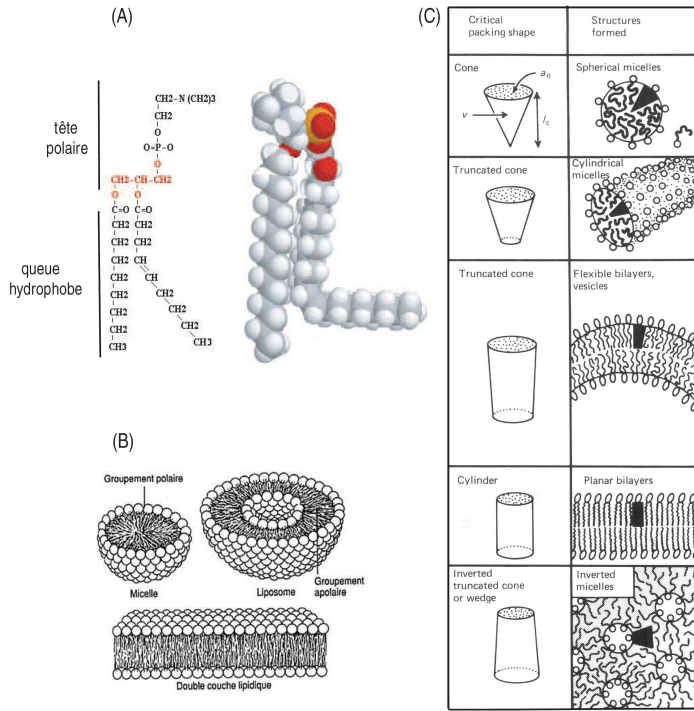 (A)
tête
polaire
queue
hydrophobe
CH2-N (CH2)3
CH2
O
O-P-O
O
CH2-CH-CH2
O O
C=O C=O
CH2 CH2
CH2 CH2
CH2 CH
CH2 CH
CH2 CH2
CH2 CH2
CH2 CH2
CH3 CH3
(B)
Groupement polaire
Micelle
Liposome
Groupement
apolaire
Double couche lipidique
(C)
Critical
packing shape
Structures
formed
Cone
a0
v
lc
Spherical micelles
Truncated cone
Cylindrical
micelles
Truncated cone
Flexible bilayers,
vesicles
Cylinder
Planar bilayers
Inverted
truncated cone
or wedge
Inverted
micelles